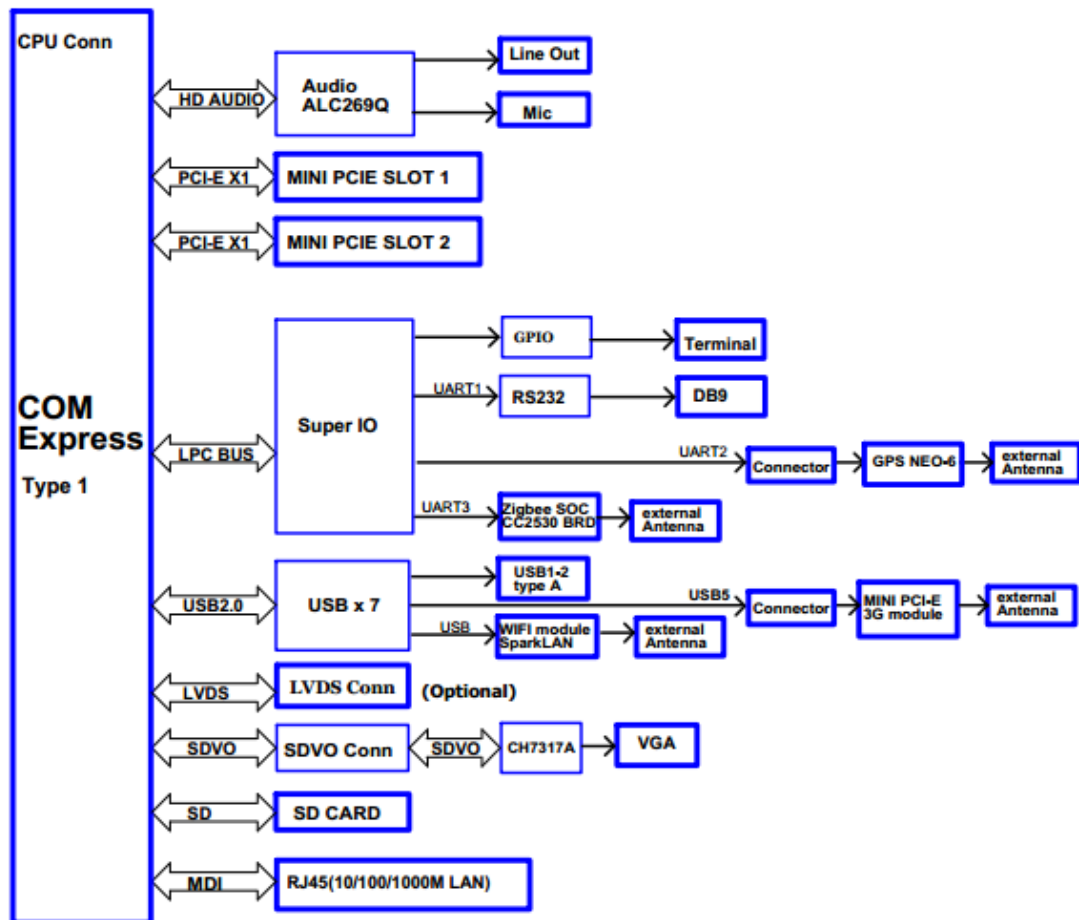 CPU Conn
COM
Express
Type 1
HD AUDIO
Audio
ALC269Q
Line Out
Mic
PCI-E X1
MINI PCIE SLOT 1
PCI-E X1
MINI PCIE SLOT 2
LPC BUS
Super IO
GPIO
Terminal
UART1
RS232
DB9
UART2
Connector
GPS NEO-6
external
Antenna
UART3
Zigbee SOC
CC2530 BRD
external
Antenna
USB2.0
USB x 7
USB1-2
type A
USB5
Connector
MINI PCI-E
3G module
external
Antenna
USB
WIFI module
SparkLAN
external
Antenna
LVDS
LVDS Conn
(Optional)
SDVO
SDVO Conn
SDVO
CH7317A
VGA
SD
SD CARD
MDI
RJ45(10/100/1000M LAN)